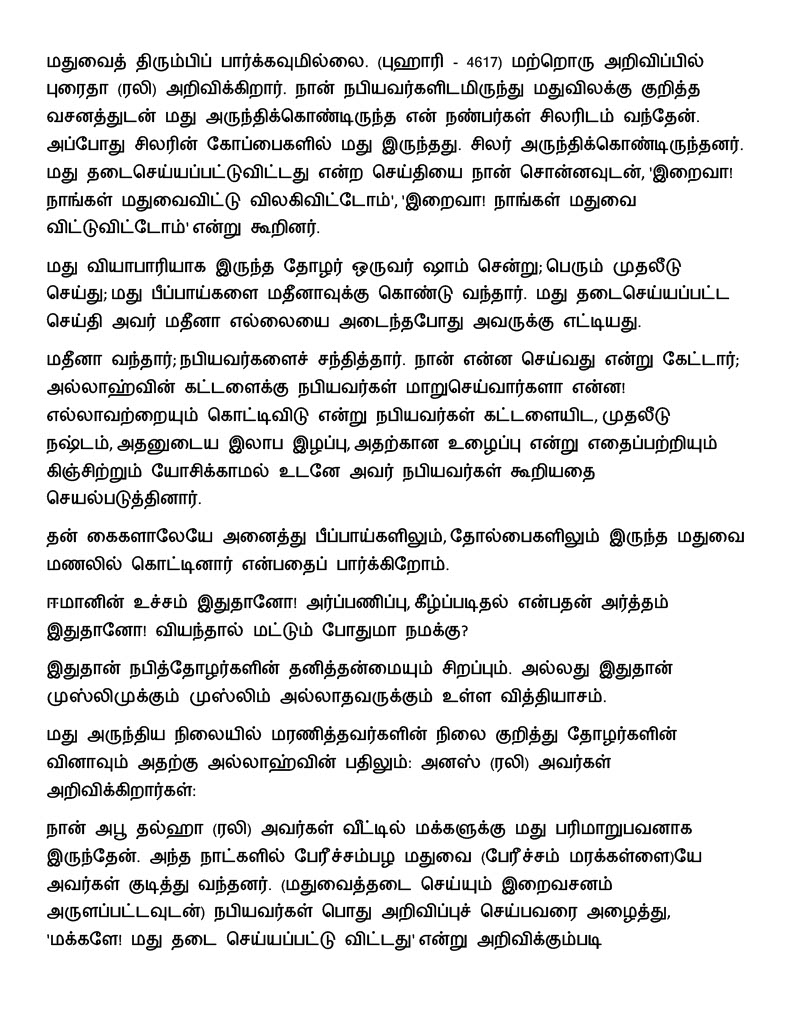 மதுவைத் திரும்பிப் பார்க்கவுமில்லை. (புஹாரி - 4617) மற்றொரு அறிவிப்பில்
புரைதா (ரலி) அறிவிக்கிறார். நான் நபியவர்களிடமிருந்து மதுவிலக்கு குறித்த
வசனத்துடன் மது அருந்திக்கொண்டிருந்த என் நண்பர்கள் சிலரிடம் வந்தேன்.
அப்போது சிலரின் கோப்பைகளில் மது இருந்தது. சிலர் அருந்திக்கொண்டிருந்தனர்.
மது தடைசெய்யப்பட்டுவிட்டது என்ற செய்தியை நான் சொன்னவுடன், 'இறைவா!
நாங்கள் மதுவைவிட்டு விலகிவிட்டோம்', 'இறைவா! நாங்கள் மதுவை
விட்டுவிட்டோம்' என்று கூறினர்.
மது வியாபாரியாக இருந்த தோழர் ஒருவர் ஷாம் சென்று; பெரும் முதலீடு
செய்து; மது பீப்பாய்களை மதீனாவுக்கு கொண்டு வந்தார். மது தடைசெய்யப்பட்ட
செய்தி அவர் மதீனா எல்லையை அடைந்தபோது அவருக்கு எட்டியது.
மதீனா வந்தார்; நபியவர்களைச் சந்தித்தார். நான் என்ன செய்வது என்று கேட்டார்;
அல்லாஹ்வின் கட்டளைக்கு நபியவர்கள் மாறுசெய்வார்களா என்ன!
எல்லாவற்றையும் கொட்டிவிடு என்று நபியவர்கள் கட்டளையிட, முதலீடு
நஷ்டம், அதனுடைய இலாப இழப்பு, அதற்கான உழைப்பு என்று எதைப்பற்றியும்
கிஞ்சிற்றும் யோசிக்காமல் உடனே அவர் நபியவர்கள் கூறியதை
செயல்படுத்தினார்.
தன் கைகளாலேயே அனைத்து பீப்பாய்களிலும், தோல்பைகளிலும் இருந்த மதுவை
மணலில் கொட்டினார் என்பதைப் பார்க்கிறோம்.
ஈமானின் உச்சம் இதுதானோ! அர்ப்பணிப்பு, கீழ்ப்படிதல் என்பதன் அர்த்தம்
இதுதானோ! வியந்தால் மட்டும் போதுமா நமக்கு?
இதுதான் நபித்தோழர்களின் தனித்தன்மையும் சிறப்பும். அல்லது இதுதான்
முஸ்லிமுக்கும் முஸ்லிம் அல்லாதவருக்கும் உள்ள வித்தியாசம்.
மது அருந்திய நிலையில் மரணித்தவர்களின் நிலை குறித்து தோழர்களின்
வினாவும் அதற்கு அல்லாஹ்வின் பதிலும்: அனஸ் (ரலி) அவர்கள்
அறிவிக்கிறார்கள்:
நான் அபூ தல்ஹா (ரலி) அவர்கள் வீட்டில் மக்களுக்கு மது பரிமாறுபவனாக
இருந்தேன். அந்த நாட்களில் பேரீச்சம்பழ மதுவை (பேரீச்சம் மரக்கள்ளை)யே
அவர்கள் குடித்து வந்தனர். (மதுவைத்தடை செய்யும் இறைவசனம்
அருளப்பட்டவுடன்) நபியவர்கள் பொது அறிவிப்புச் செய்பவரை அழைத்து,
'மக்களே! மது தடை செய்யப்பட்டு விட்டது' என்று அறிவிக்கும்படி